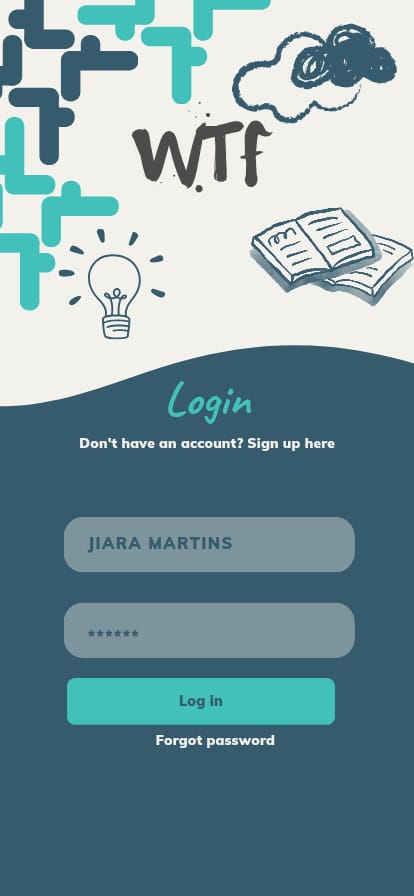 WTf
Login
Don't have an account? Sign up here
JIARA MARTINS
******
Log in
Forgot password